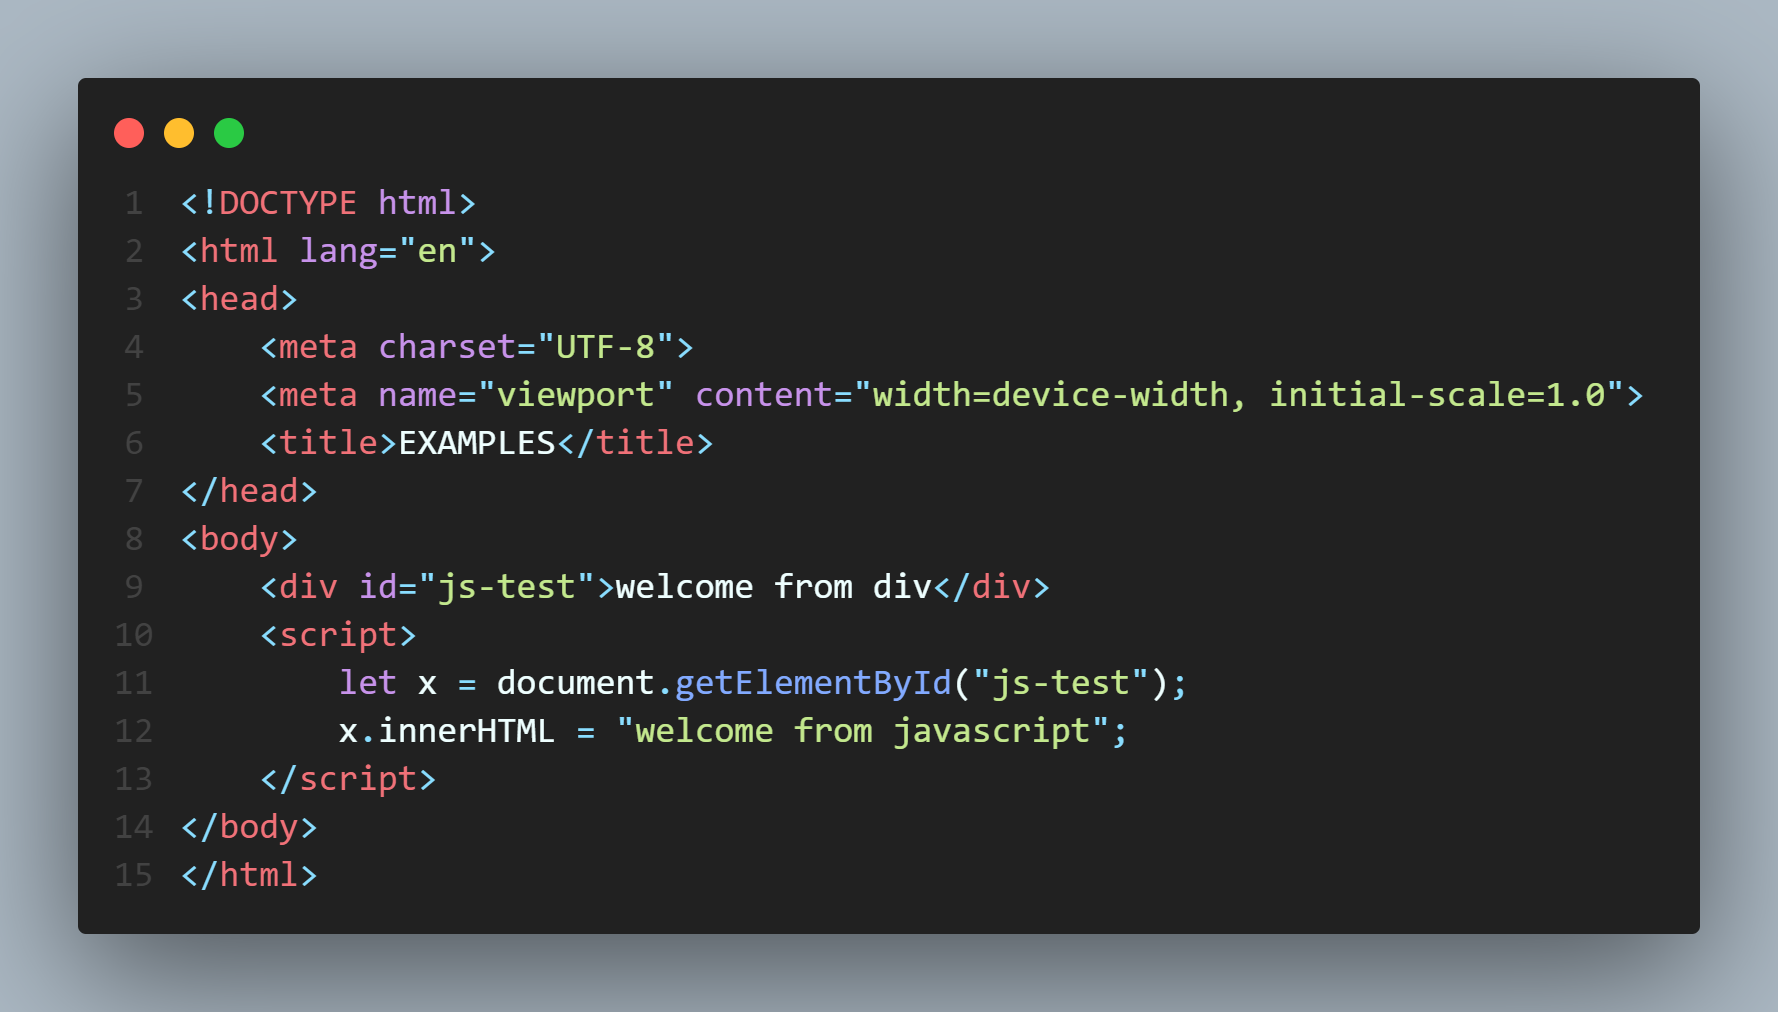 1 <!DOCTYPE html>
2 <html lang="en">
3 <head>
4     <meta charset="UTF-8">
5     <meta name="viewport" content="width=device-width, initial-scale=1.0">
6     <title>EXAMPLES</title>
7 </head>
8 <body>
9     <div id="js-test">welcome from div</div>
10     <script>
11         let x = document.getElementById("js-test");
12         x.innerHTML = "welcome from javascript";
13     </script>
14 </body>
15 </html>